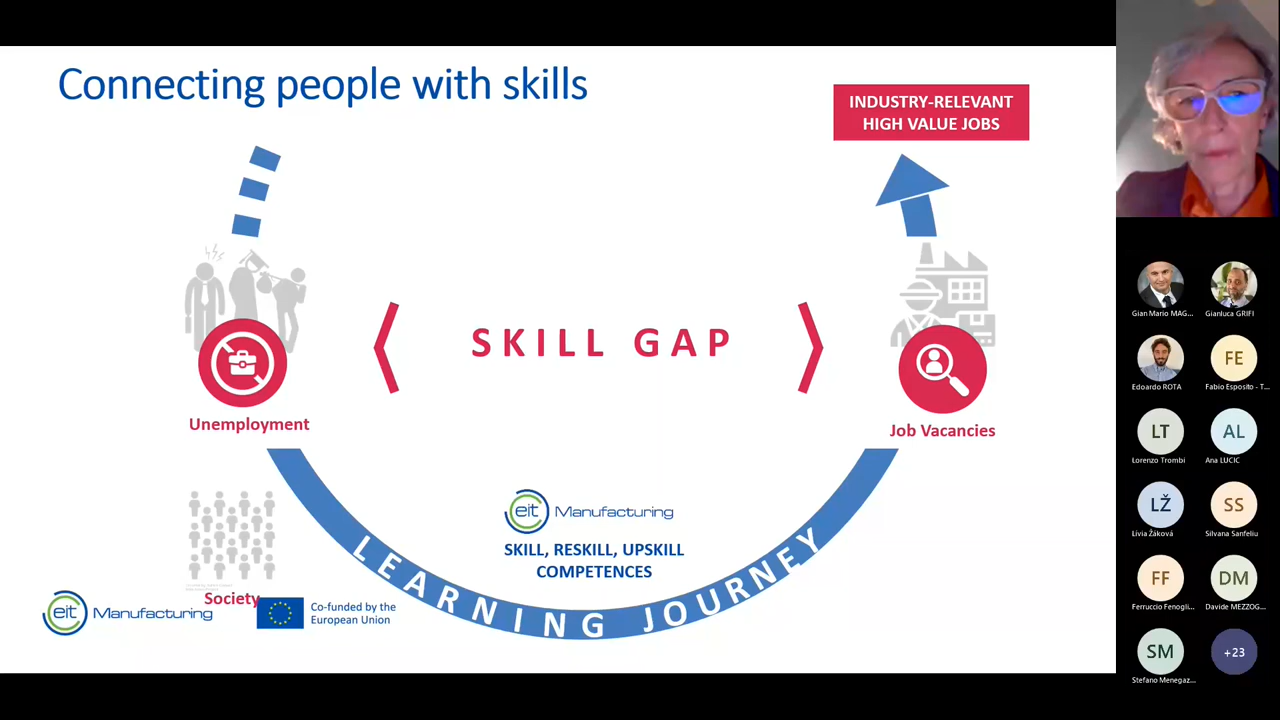 Connecting people with skills
INDUSTRY-RELEVANT
HIGH VALUE JOBS
SKILL GAP
Unemployment
Job Vacancies
eit Manufacturing
SKILL, RESKILL, UPSKILL
COMPETENCES
LEARNING JOURNEY
Society
eit Manufacturing
Co-funded by the
European Union
Gian Mario MAG...
Gianluca GRIFI
Edoardo ROTA
FE
Fabio Esposito - T...
LT
Lorenzo Trombi
AL
Ana LUCIC
LŽ
Lívia Žáková
SS
Silvana Sanfeliu
FF
Ferruccio Fenogli...
DM
Davide MEZZOG...
SM
Stefano Menegaz...
+23